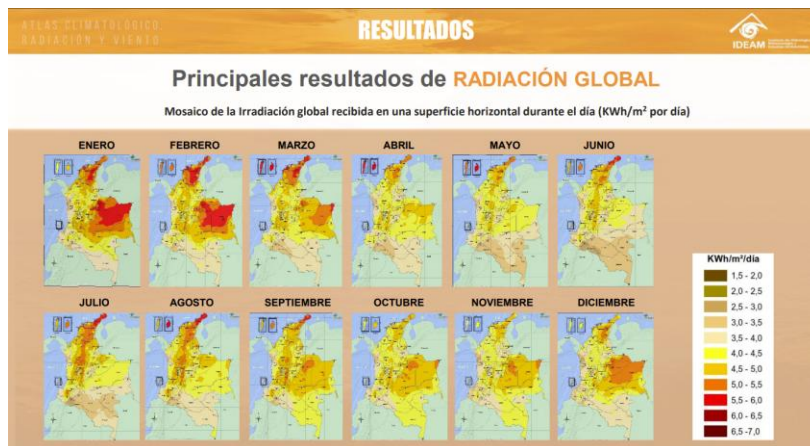 ATLAS CLIMATOLÓGICO,
RADIACIÓN Y VIENTO
RESULTADOS
IDEAM
Principales resultados de RADIACIÓN GLOBAL
Mosaico de la Irradiación global recibida en una superficie horizontal durante el día (KWh/m² por día)
ENERO FEBRERO MARZO ABRIL MAYO JUNIO
JULIO AGOSTO SEPTIEMBRE OCTUBRE NOVIEMBRE DICIEMBRE
KWh/m²/día
1,5 - 2,0
2,0 - 2,5
2,5 - 3,0
3,0 - 3,5
3,5 - 4,0
4,0 - 4,5
4,5 - 5,0
5,0 - 5,5
5,5 - 6,0
6,0 - 6,5
6,5 - 7,0